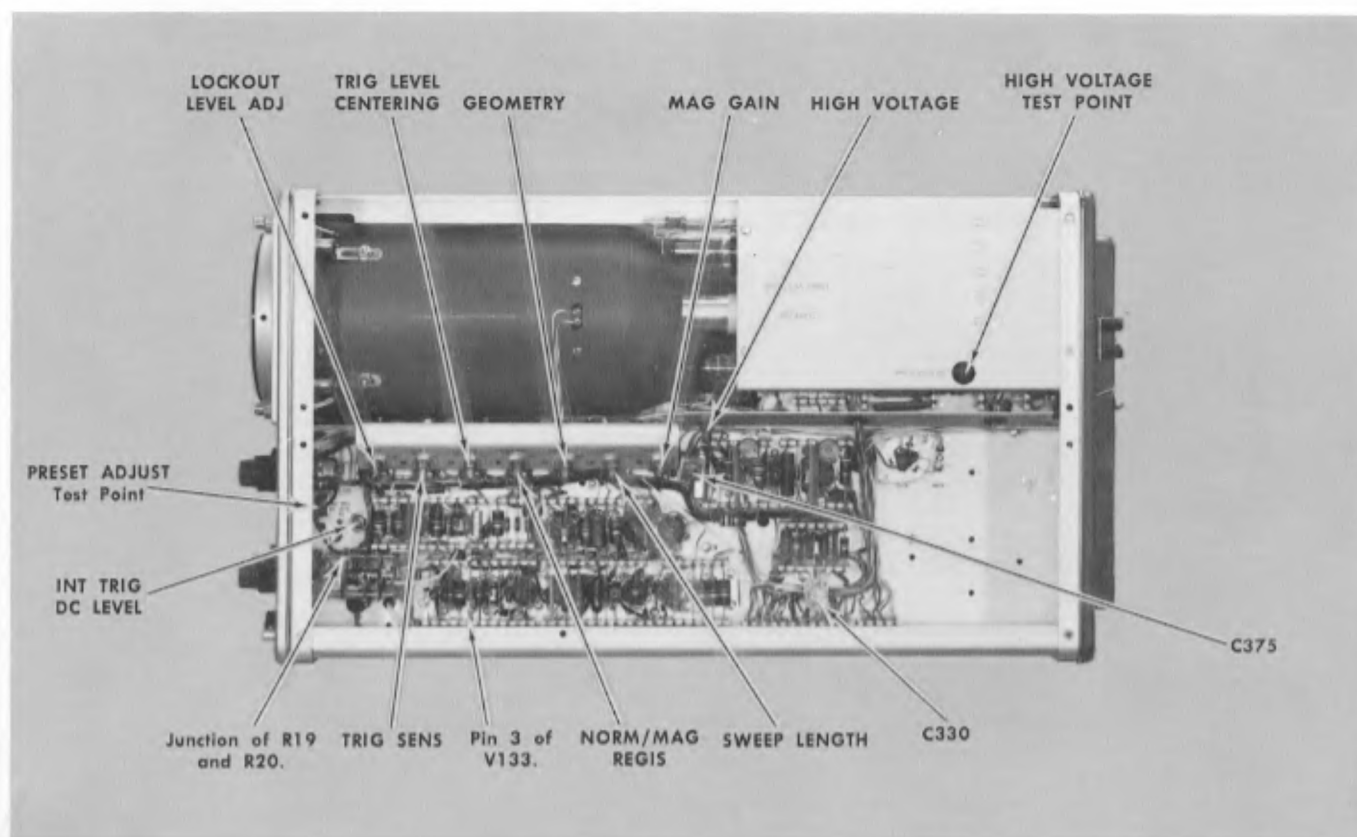 LOCKOUT
LEVEL ADJ
TRIG LEVEL
CENTERING
GEOMETRY
MAG GAIN
HIGH VOLTAGE
HIGH VOLTAGE
TEST POINT
PRESET ADJUST
Test Point
INT TRIG
DC LEVEL
C375
Junction of R19
and R20.
TRIG SENS
Pin 3 of
V133.
NORM/MAG
REGIS
SWEEP LENGTH
C330